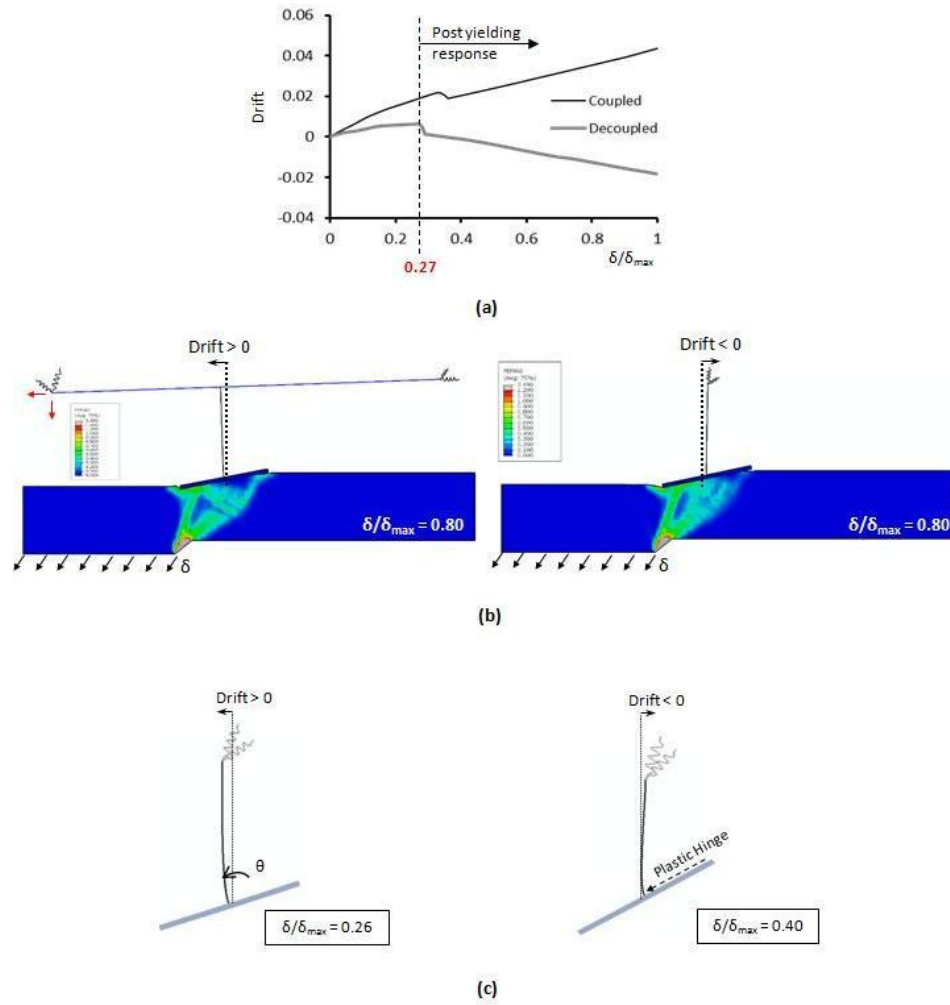 0.06
Post yielding
response
0.04
0.02
Drift
Coupled
Decoupled
0
-0.02
-0.04
0 0.2 0.4 0.6 0.8 1
0.27
δ/δmax
(a)
Drift > 0
Drift < 0
δ/δmax = 0.80
δ/δmax = 0.80
δ
δ
(b)
Drift > 0
Drift < 0
θ
Plastic Hinge
δ/δmax = 0.26
δ/δmax = 0.40
(c)